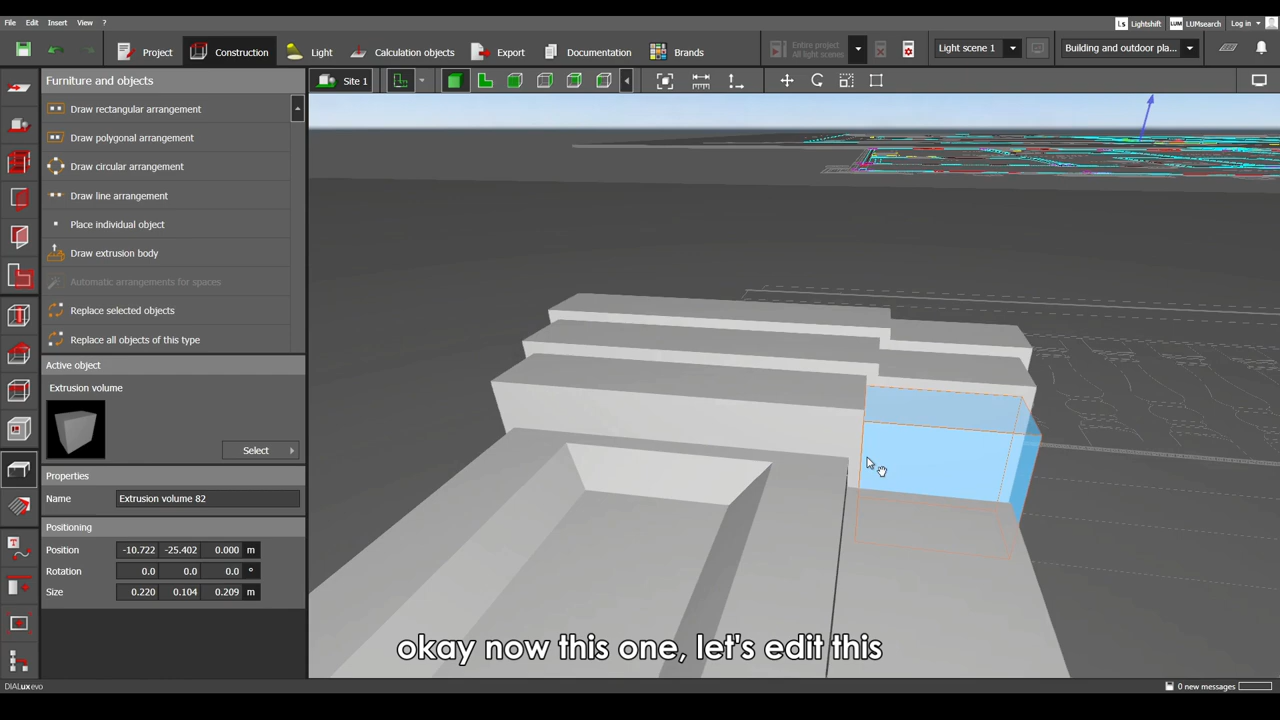 File Edit Insert View ?
Ls Lightshift LUM LUMsearch Log in
Project Construction Light Calculation objects Export Documentation Brands
Entire project
All light scenes
Light scene 1
Building and outdoor pla...
Furniture and objects
Site 1
Draw rectangular arrangement
Draw polygonal arrangement
Draw circular arrangement
Draw line arrangement
Place individual object
Draw extrusion body
Automatic arrangements for spaces
Replace selected objects
Replace all objects of this type
Active object
Extrusion volume
Select
Properties
Name Extrusion volume 82
Positioning
Position -10.722 -25.402 0.000 m
Rotation 0.0 0.0 0.0 °
Size 0.220 0.104 0.209 m
okay now this one, let's edit this
DIALux evo
0 new messages